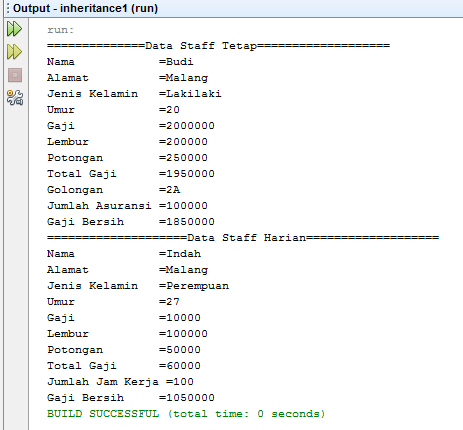 Output - inheritance1 (run)
run:
==============Data Staff Tetap===================
Nama            =Budi
Alamat          =Malang
Jenis Kelamin   =Lakilaki
Umur            =20
Gaji            =2000000
Lembur          =200000
Potongan        =250000
Total Gaji      =1950000
Golongan        =2A
Jumlah Asuransi =100000
Gaji Bersih     =1850000
====================Data Staff Harian===================
Nama            =Indah
Alamat          =Malang
Jenis Kelamin   =Perempuan
Umur            =27
Gaji            =10000
Lembur          =100000
Potongan        =50000
Total Gaji      =60000
Jumlah Jam Kerja =100
Gaji Bersih     =1050000
BUILD SUCCESSFUL (total time: 0 seconds)